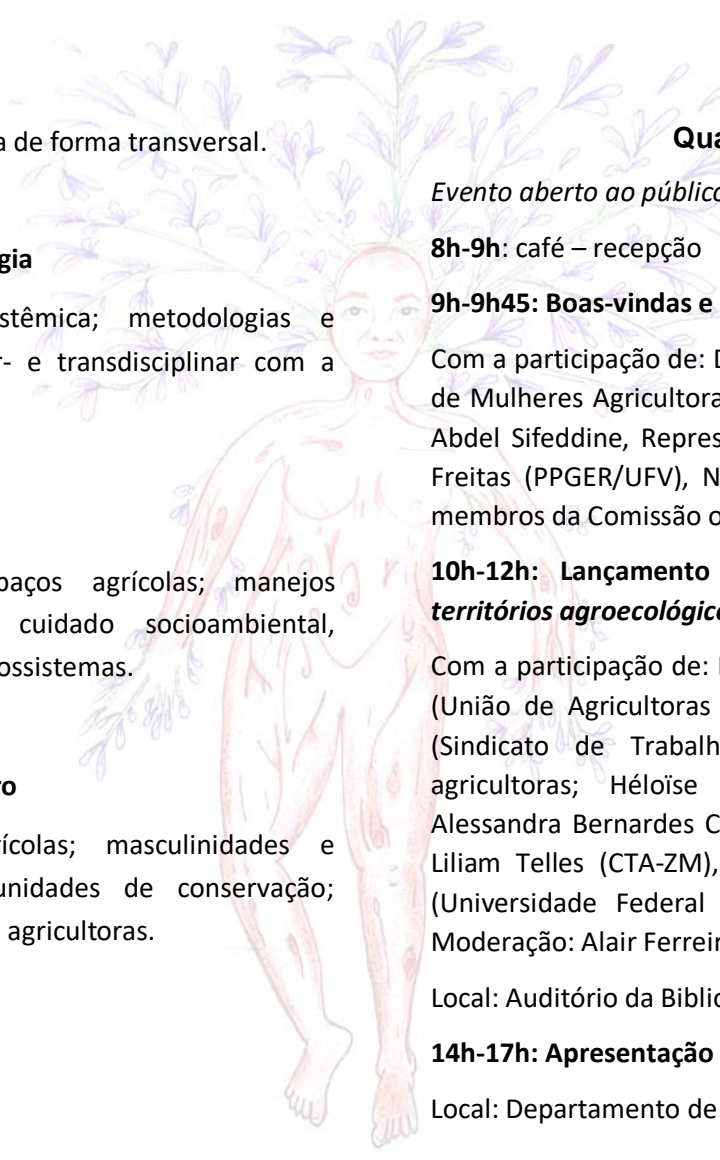 a de forma transversal.
gia
stêmica; metodologias e
r- e transdisciplinar com a
paços agrícolas; manejos
cuidado socioambiental,
ossistemas.
ro
rícolas; masculinidades e
unidades de conservação;
agricultoras.
Qua
Evento aberto ao público
8h-9h: café – recepção
9h-9h45: Boas-vindas e
Com a participação de: D
de Mulheres Agricultora
Abdel Sifeddine, Repres
Freitas (PPGER/UFV), N
membros da Comissão o
10h-12h: Lançamento
territórios agroecológico
Com a participação de:
(União de Agricultoras
(Sindicato de Trabalh
agricultoras; Héloïse
Alessandra Bernardes C
Liliam Telles (CTA-ZM),
(Universidade Federal
Moderação: Alair Ferreir
Local: Auditório da Biblio
14h-17h: Apresentação
Local: Departamento de